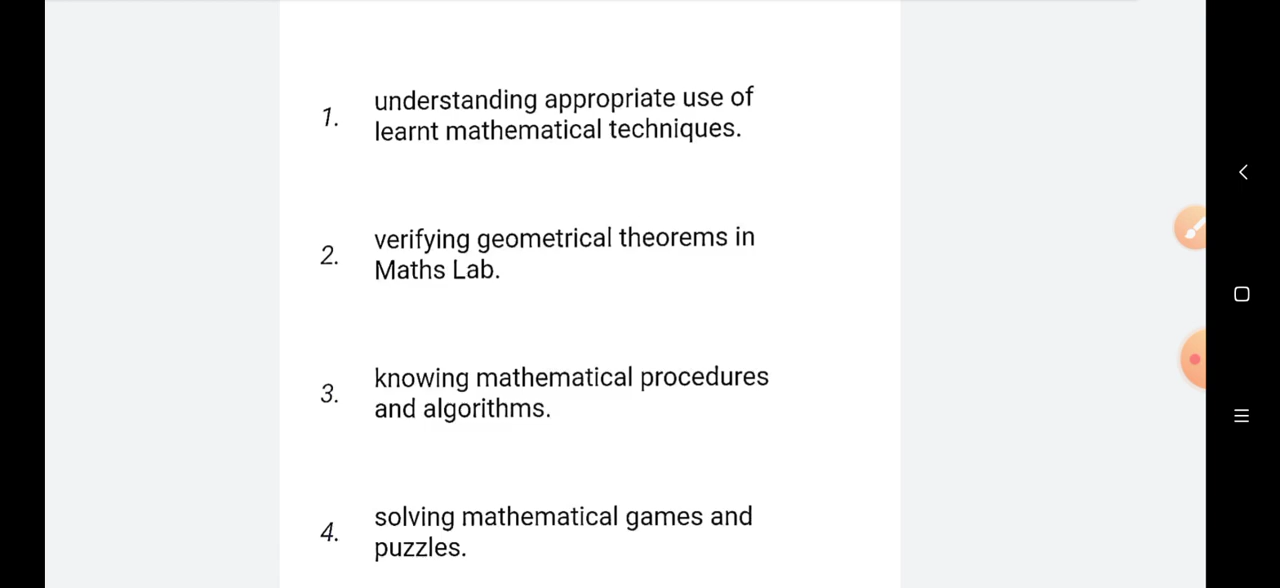 1. understanding appropriate use of
learnt mathematical techniques.
2. verifying geometrical theorems in
Maths Lab.
3. knowing mathematical procedures
and algorithms.
4. solving mathematical games and
puzzles.